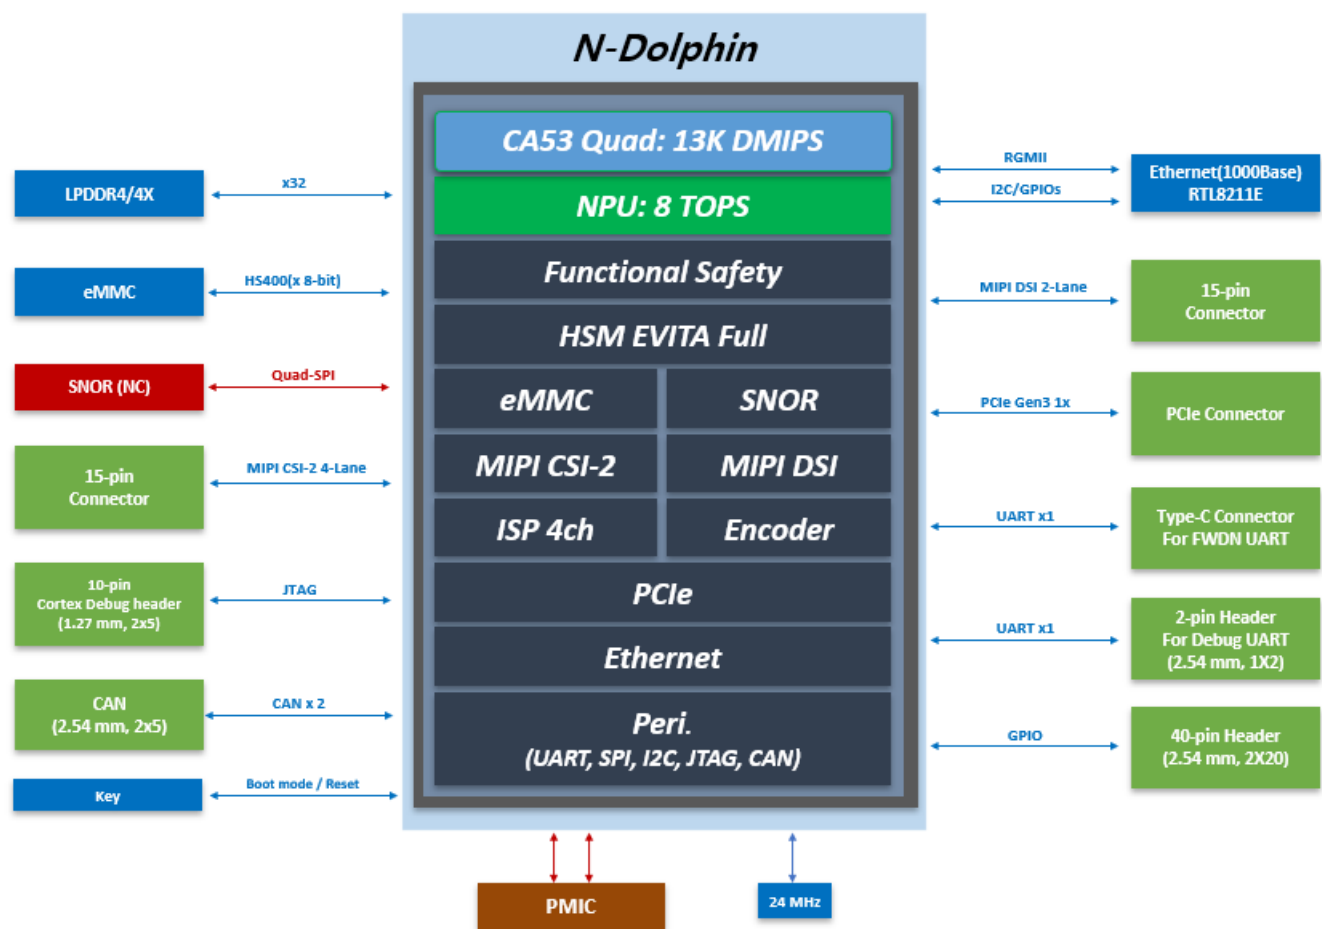 N-Dolphin
CA53 Quad: 13K DMIPS
NPU: 8 TOPS
Functional Safety
HSM EVITA Full
eMMC
SNOR
MIPI CSI-2
MIPI DSI
ISP 4ch
Encoder
PCIe
Ethernet
Peri.
(UART, SPI, I2C, JTAG, CAN)
LPDDR4/4X
x32
eMMC
HS400(x 8-bit)
SNOR (NC)
Quad-SPI
15-pin
Connector
MIPI CSI-2 4-Lane
10-pin
Cortex Debug header
(1.27 mm, 2x5)
JTAG
CAN
(2.54 mm, 2x5)
CAN x 2
Key
Boot mode / Reset
RGMII
I2C/GPIOs
Ethernet(1000Base)
RTL8211E
MIPI DSI 2-Lane
15-pin
Connector
PCIe Gen3 1x
PCIe Connector
UART x1
Type-C Connector
For FWDN UART
UART x1
2-pin Header
For Debug UART
(2.54 mm, 1X2)
GPIO
40-pin Header
(2.54 mm, 2X20)
PMIC
24 MHz